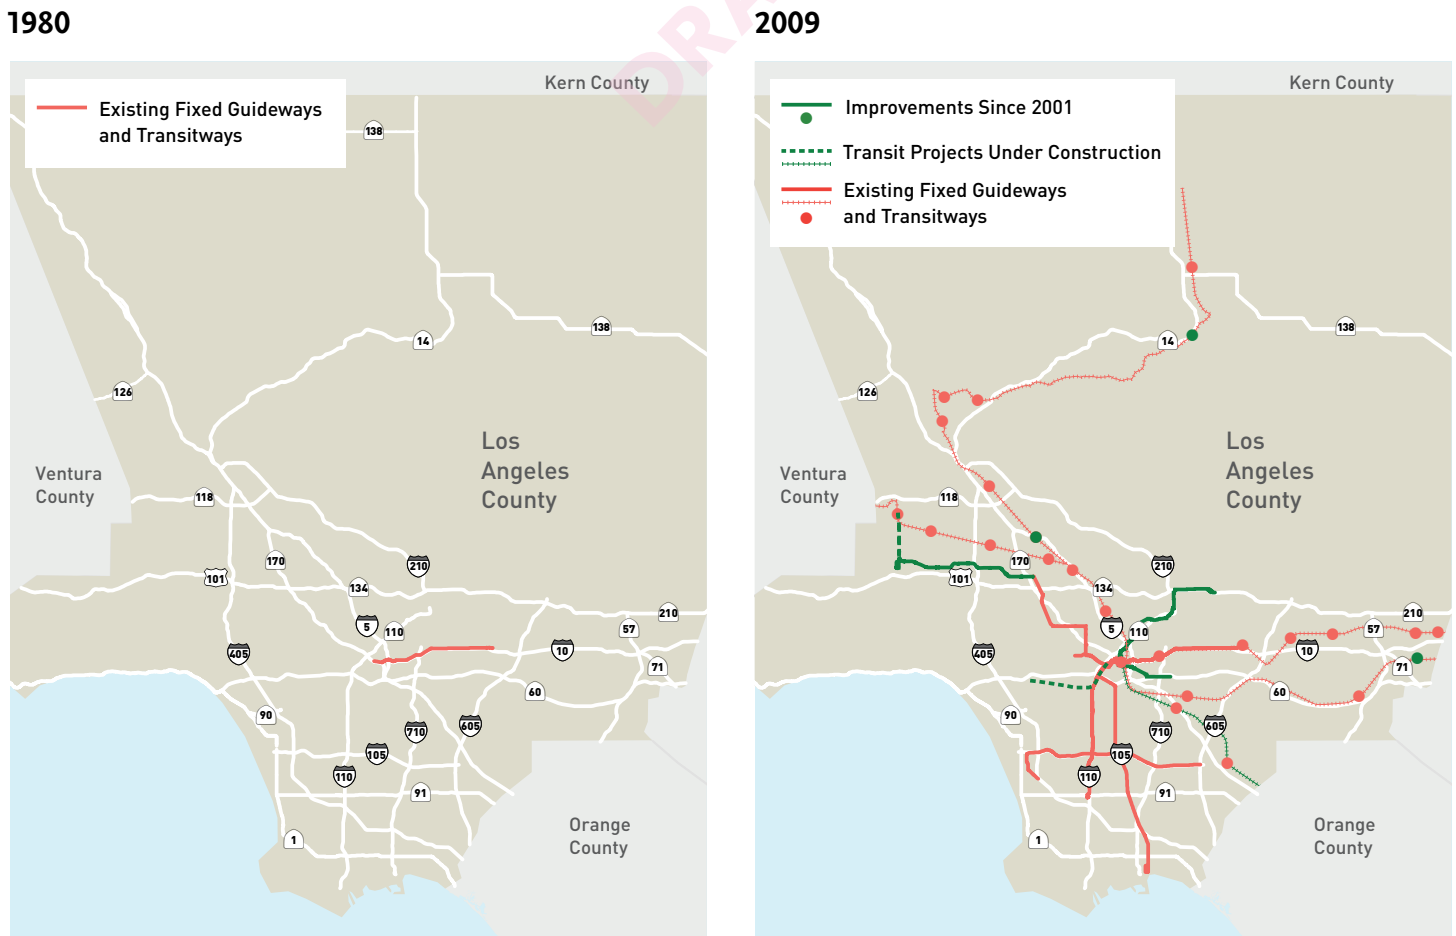 1980
Existing Fixed Guideways
and Transitways
Kern County
138
14
138
126
Los
Angeles
County
Ventura
County
118
170
210
101
134
210
5
110
57
405
10
71
60
90
605
710
105
110
91
1
Orange
County
DRA
2009
Improvements Since 2001
Transit Projects Under Construction
Existing Fixed Guideways
and Transitways
Kern County
138
14
126
Los
Angeles
County
Ventura
County
118
170
210
101
134
210
5
110
57
405
10
71
60
90
605
710
105
110
91
1
Orange
County